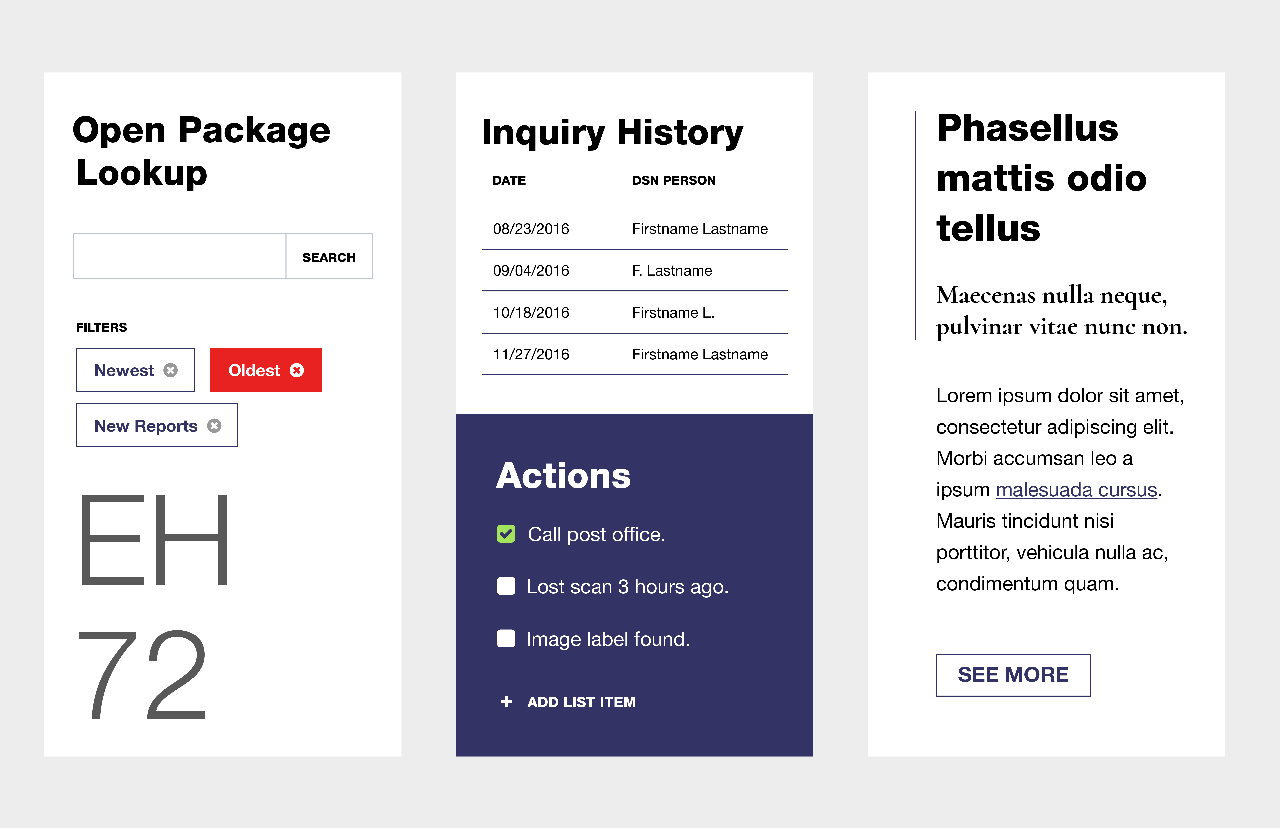 Open Package
Lookup
SEARCH
FILTERS
Newest
Oldest
New Reports
EH
72
Inquiry History
DATE DSN PERSON
08/23/2016 Firstname Lastname
09/04/2016 F. Lastname
10/18/2016 Firstname L.
11/27/2016 Firstname Lastname
Actions
Call post office.
Lost scan 3 hours ago.
Image label found.
+ ADD LIST ITEM
Phasellus
mattis odio
tellus
Maecenas nulla neque,
pulvinar vitae nunc non.
Lorem ipsum dolor sit amet,
consectetur adipiscing elit.
Morbi accumsan leo a
ipsum malesuada cursus.
Mauris tincidunt nisi
porttitor, vehicula nulla ac,
condimentum quam.
SEE MORE